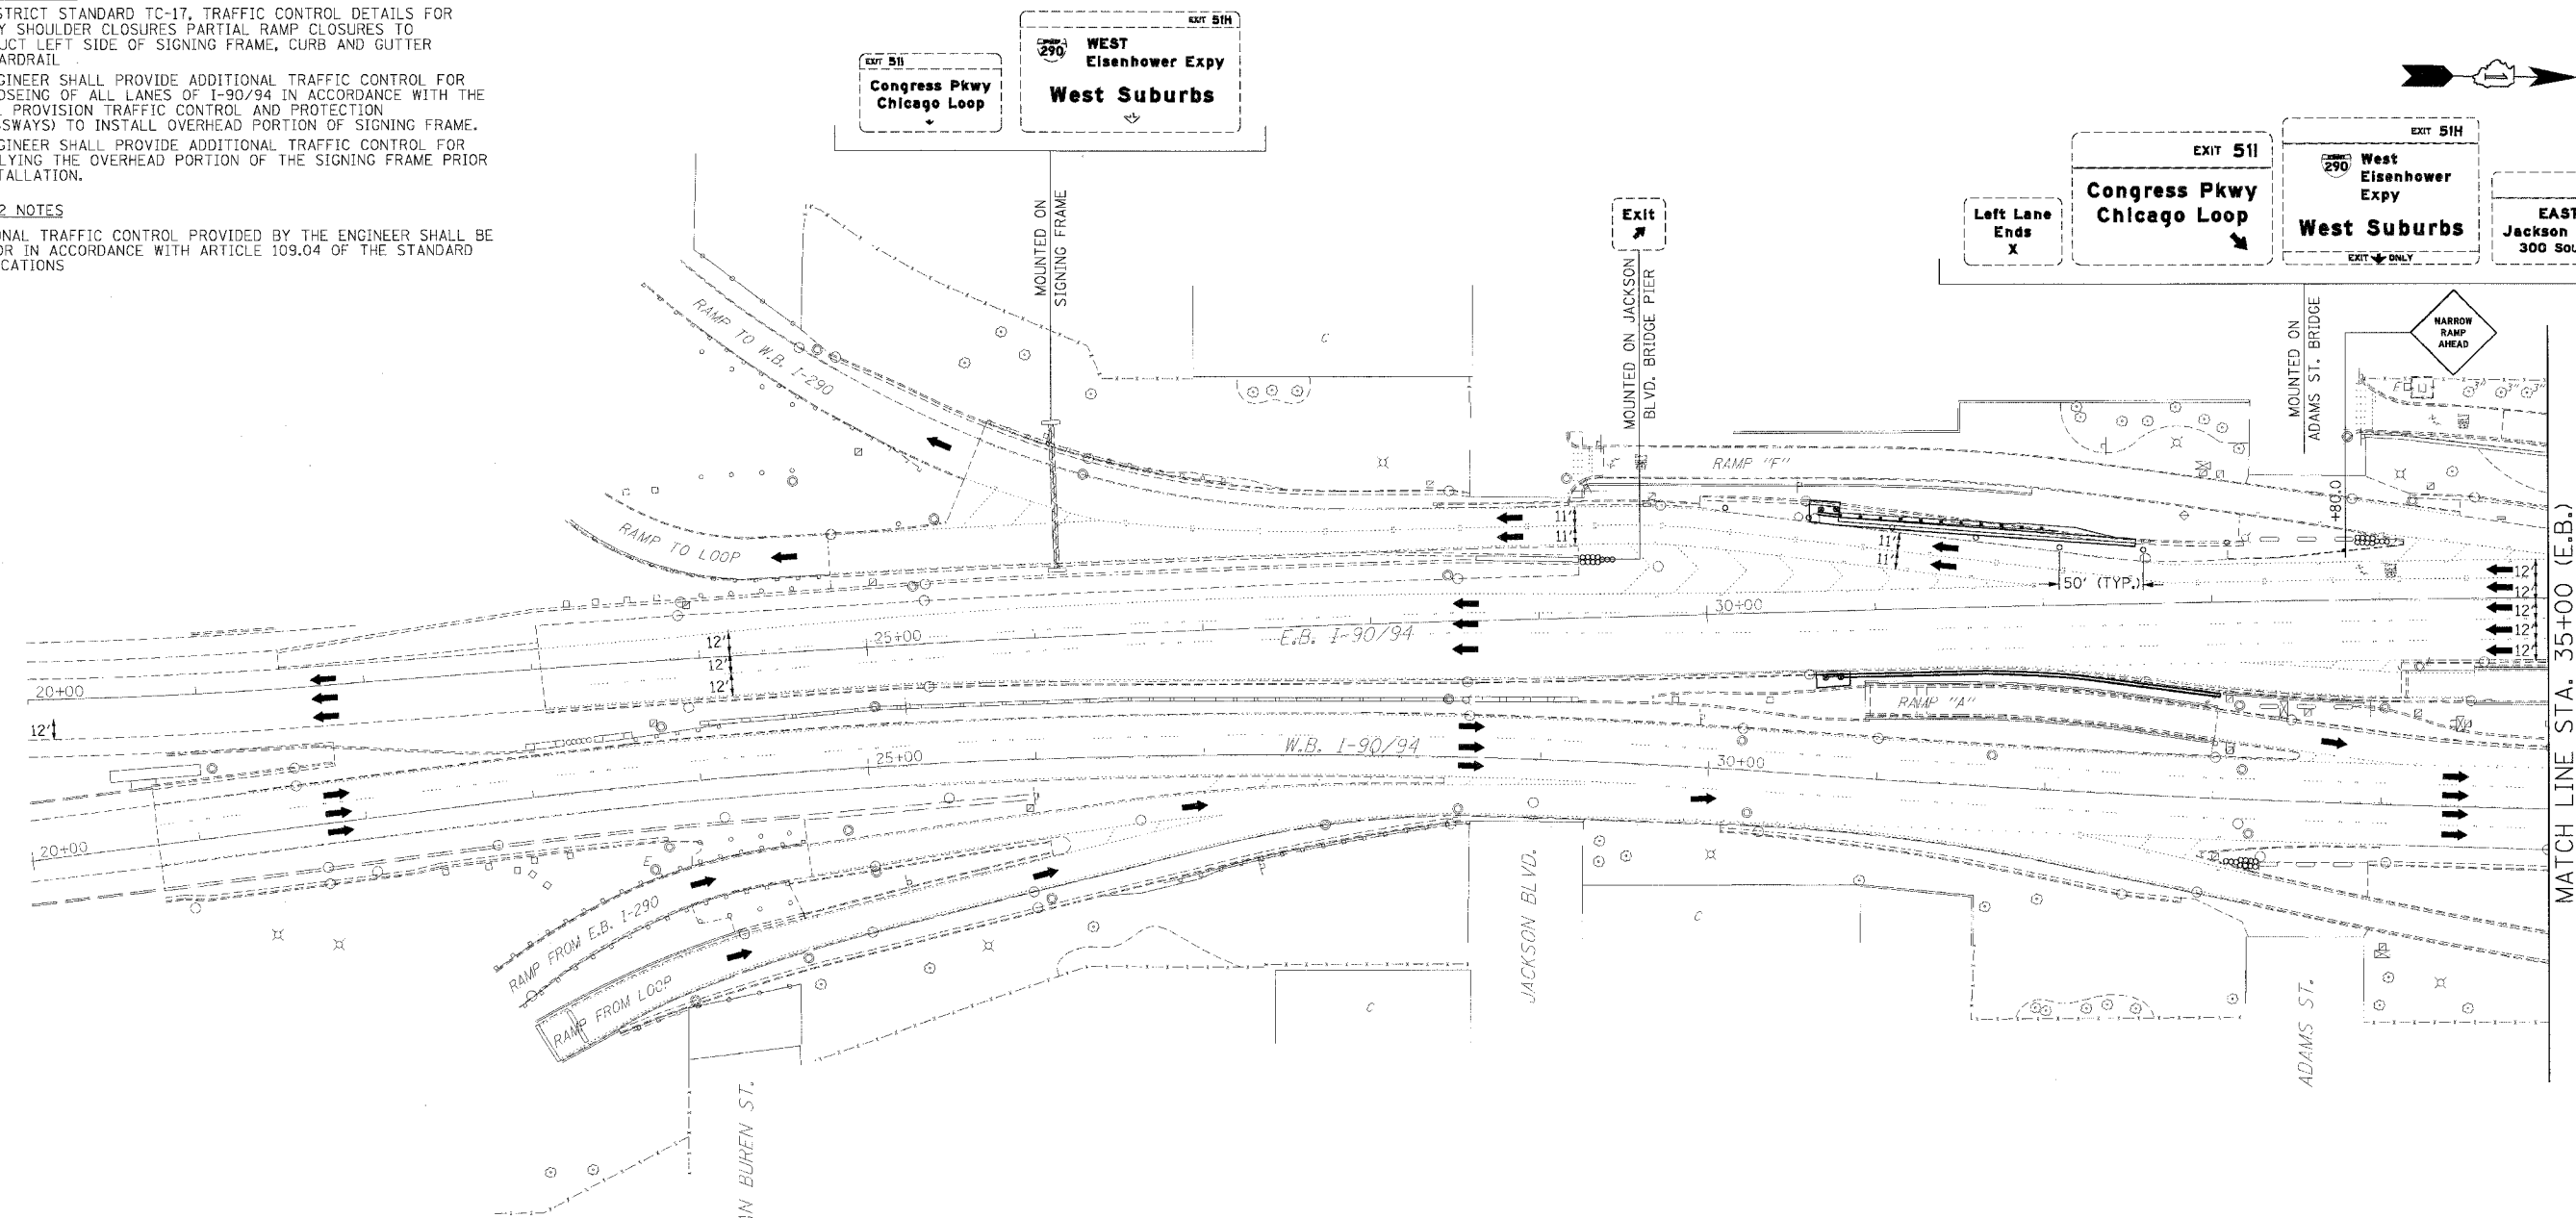 STRICT STANDARD TC-17, TRAFFIC CONTROL DETAILS FOR
Y SHOULDER CLOSURES PARTIAL RAMP CLOSURES TO
UCT LEFT SIDE OF SIGNING FRAME, CURB AND GUTTER
ARDRAIL
GINEER SHALL PROVIDE ADDITIONAL TRAFFIC CONTROL FOR
OSEING OF ALL LANES OF I-90/94 IN ACCORDANCE WITH THE
L PROVISION TRAFFIC CONTROL AND PROTECTION
SSWAYS) TO INSTALL OVERHEAD PORTION OF SIGNING FRAME.
GINEER SHALL PROVIDE ADDITIONAL TRAFFIC CONTROL FOR
LYING THE OVERHEAD PORTION OF THE SIGNING FRAME PRIOR
TALLATION.
2 NOTES
ONAL TRAFFIC CONTROL PROVIDED BY THE ENGINEER SHALL BE
OR IN ACCORDANCE WITH ARTICLE 109.04 OF THE STANDARD
CATIONS
EXIT 51I
Congress Pkwy
Chicago Loop
EXIT 51H
290 WEST
Eisenhower Expy
West Suburbs
MOUNTED ON
SIGNING FRAME
Exit
MOUNTED ON JACKSON
BLVD. BRIDGE PIER
Left Lane
Ends
X
EXIT 51I
Congress Pkwy
Chicago Loop
EXIT 51H
290 West
Eisenhower
Expy
West Suburbs
EXIT ONLY
EAST
Jackson
300 Sou
MOUNTED ON
ADAMS ST. BRIDGE
NARROW
RAMP
AHEAD
RAMP TO W.B. I-290
RAMP TO LOOP
C
RAMP "F"
+80.0
11'
11'
11'
11'
50' (TYP.)
12'
12'
12'
12'
12'
30+00
E.B. I-90/94
25+00
12'
12'
12'
20+00
12'
RAMP "A"
W.B. I-90/94
25+00
30+00
20+00
E
RAMP FROM E.B. I-290
RAMP FROM LOOP
C
C
JACKSON BLVD.
ADAMS ST.
AN BUREN ST.
MATCH LINE STA. 35+00 (E.B.)